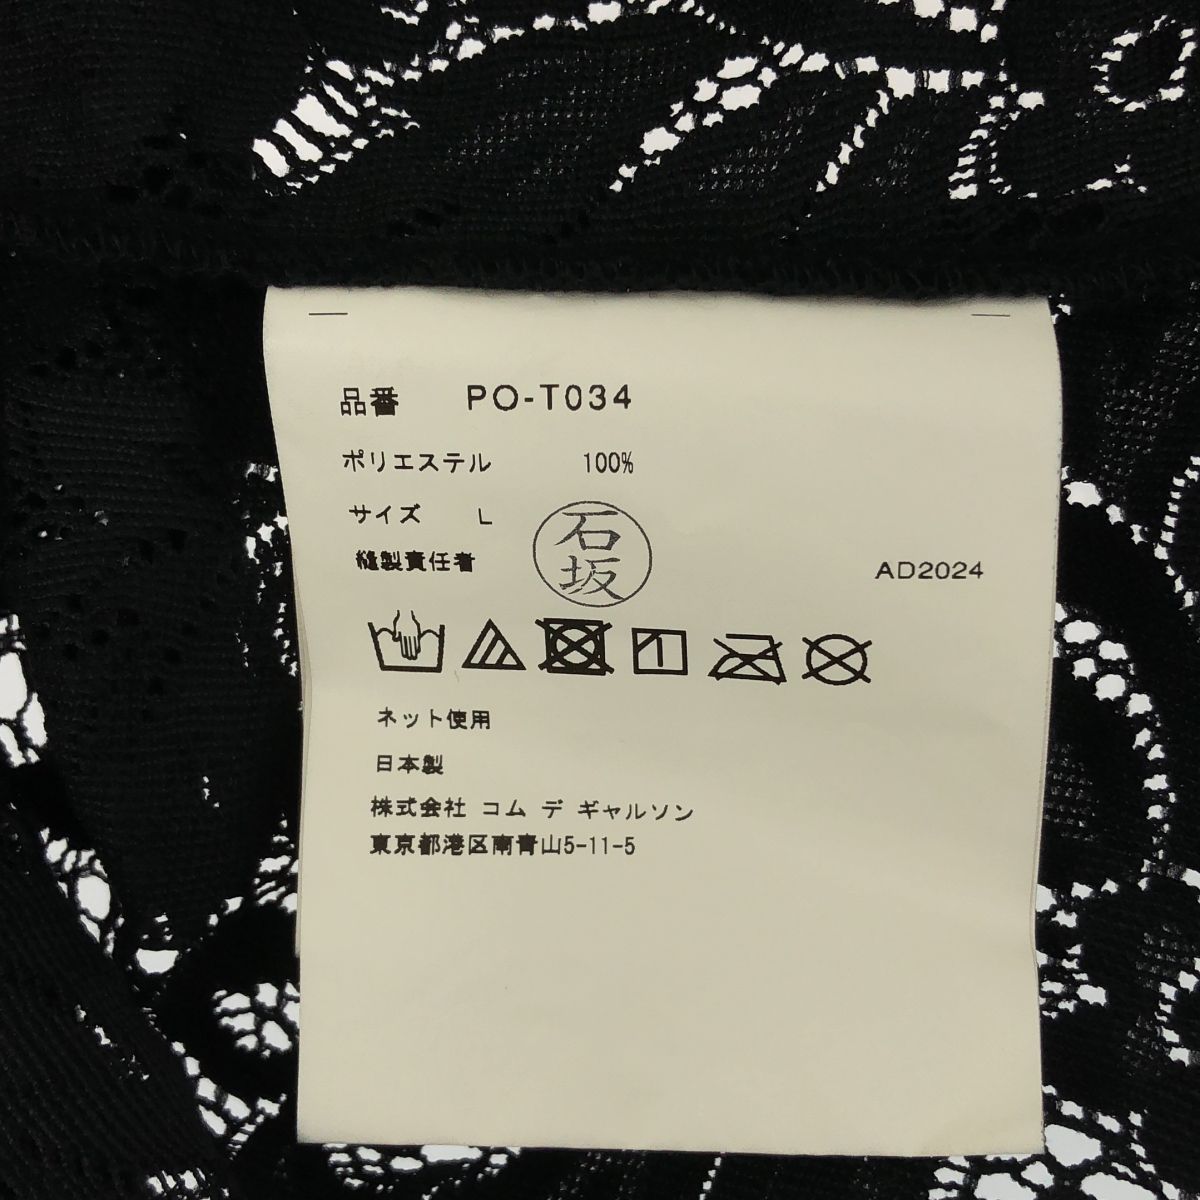 品番 PO-T034
ポリエステル 100%
サイズ L
縫製責任者 石坂
AD2024
ネット使用
日本製
株式会社 コム デ ギャルソン
東京都港区南青山5-11-5